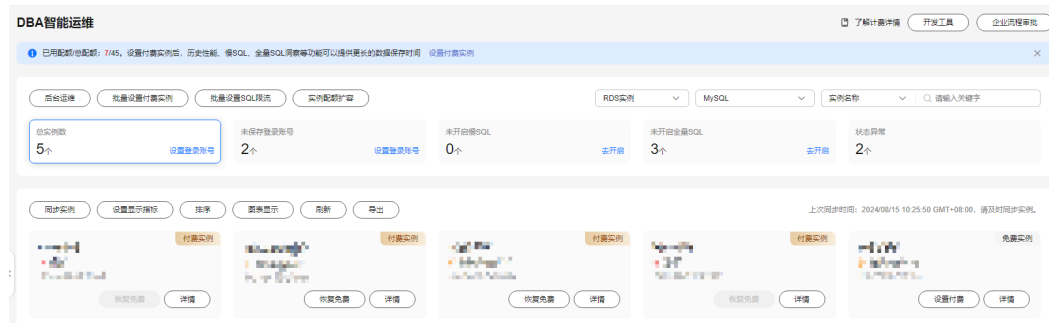 DBA智能运维
了解计费详情 开发工具 企业流程审批
已用配额/总配额：7/45。设置付费实例后，历史性能、慢SQL、全量SQL洞察等功能可以提供更长的数据保存时间 设置付费实例
后台运维 批量设置付费实例 批量设置SQL限流 实例配额扩容 RDS实例 MySQL 实例名称 请输入关键字
总实例数 未保存登录账号 未开启慢SQL 未开启全量SQL 状态异常
5个 设置登录账号 2个 设置登录账号 0个 去开启 3个 去开启 2个
同步实例 设置显示指标 排序 图表显示 刷新 导出 上次同步时间：2024/08/15 10:25:50 GMT+08:00，请及时同步实例。
付费实例 付费实例 付费实例 付费实例 免费实例
恢复免费 详情 恢复免费 详情 恢复免费 详情 恢复免费 详情 设置付费 详情